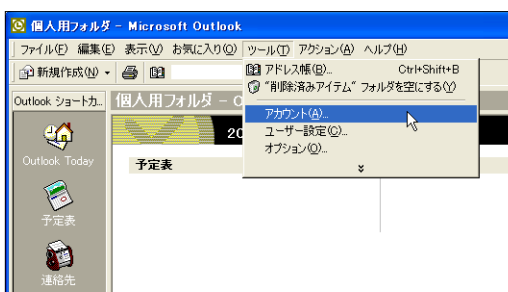 個人用フォルダ - Microsoft Outlook
ファイル(F) 編集(E) 表示(V) お気に入り(O) ツール(T) アクション(A) ヘルプ(H)
新規作成(N)
アドレス帳(B)... Ctrl+Shift+B
"削除済みアイテム" フォルダを空にする(Y)
アカウント(A)...
ユーザー設定(C)...
オプション(O)...
Outlook ショートカ...
個人用フォルダ - O
20
Outlook Today
予定表
予定表
連絡先